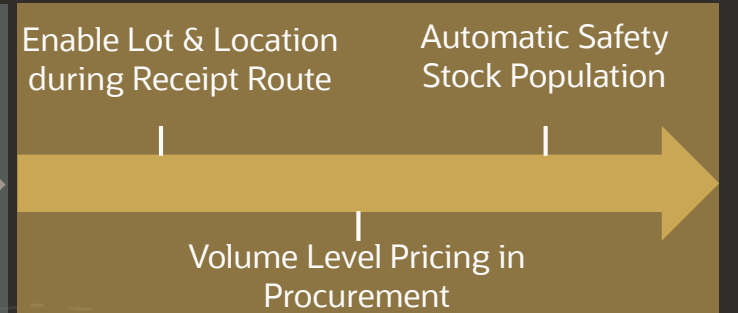 Enable Lot & Location
during Receipt Route
Automatic Safety
Stock Population
Volume Level Pricing in
Procurement